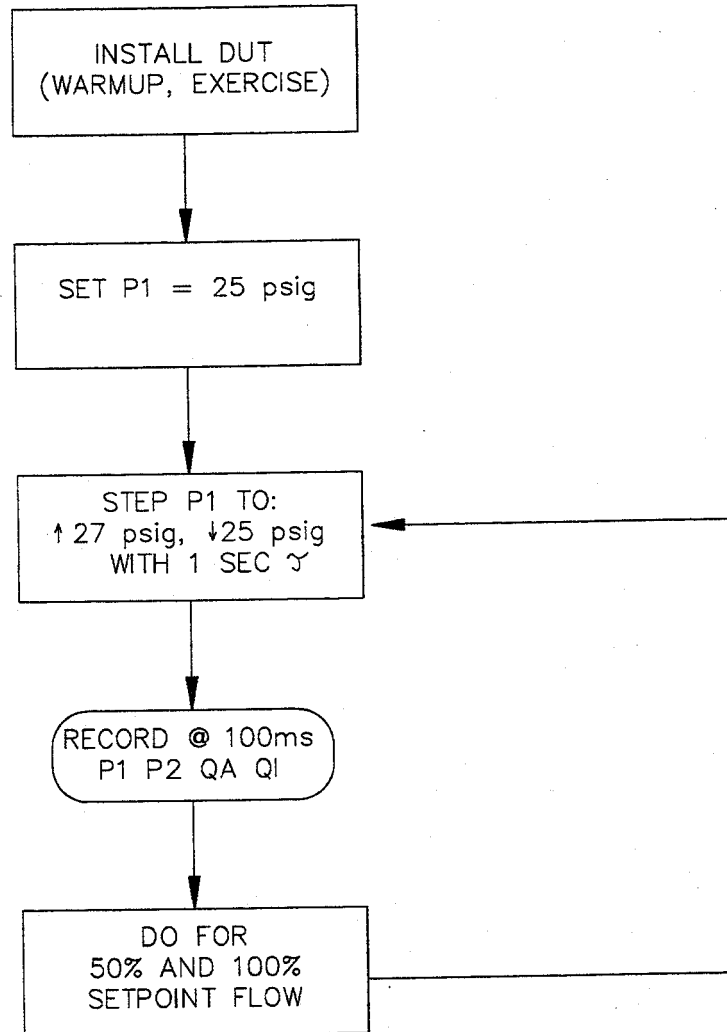 INSTALL DUT
(WARMUP, EXERCISE)
SET P1 = 25 psig
STEP P1 TO:
↑ 27 psig, ↓25 psig
WITH 1 SEC τ
RECORD @ 100ms
P1 P2 QA QI
DO FOR
50% AND 100%
SETPOINT FLOW